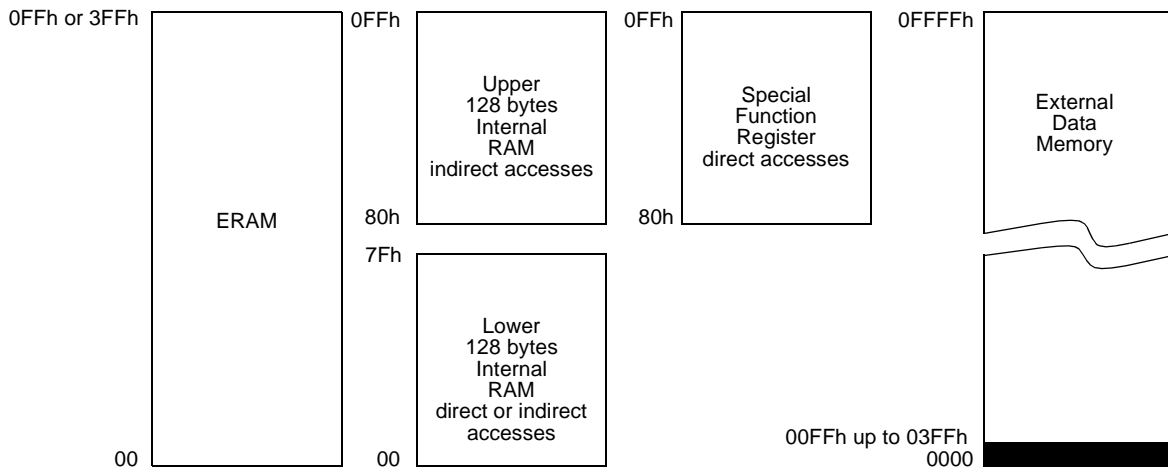 0FFh or 3FFh
ERAM
00
0FFh
Upper
128 bytes
Internal
RAM
indirect accesses
80h
7Fh
Lower
128 bytes
Internal
RAM
direct or indirect
accesses
00
0FFh
Special
Function
Register
direct accesses
80h
0FFFFh
External
Data
Memory
00FFh up to 03FFh
0000